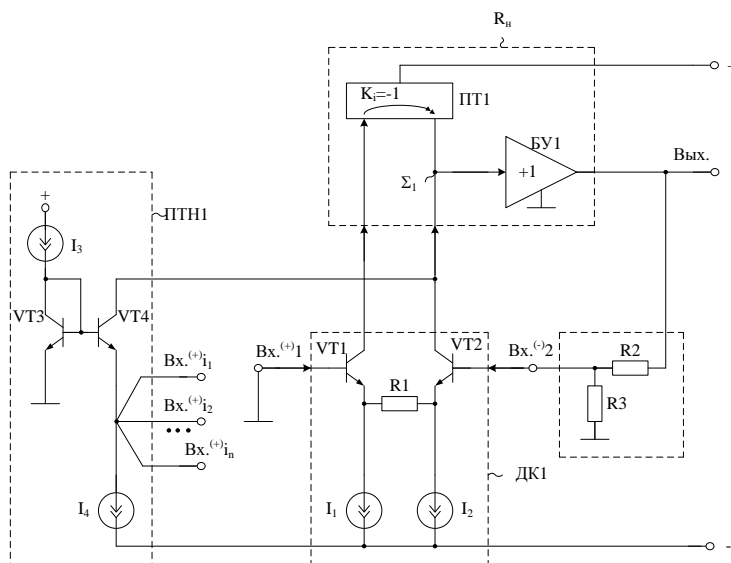 Rн
Ki=-1
ПТ1
БУ1
+1
Вых.
Σ1
ПТН1
+
I3
VT3
VT4
Вх.(+)i1
Вх.(+)i2
•••
Вх.(+)in
I4
Вх.(+)1
VT1
VT2
Вх.(-)2
R1
R2
R3
I1
I2
ДК1
-